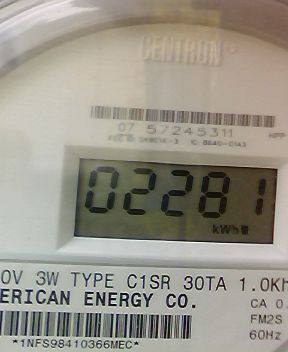 CENTRON®
07 57245311
HPP
02281
kWh
0V 3W TYPE C1SR 30TA 1.0Kh
ERICAN ENERGY CO.
CA 0.
FM2S
60Hz
*1NFS98410366MEC*